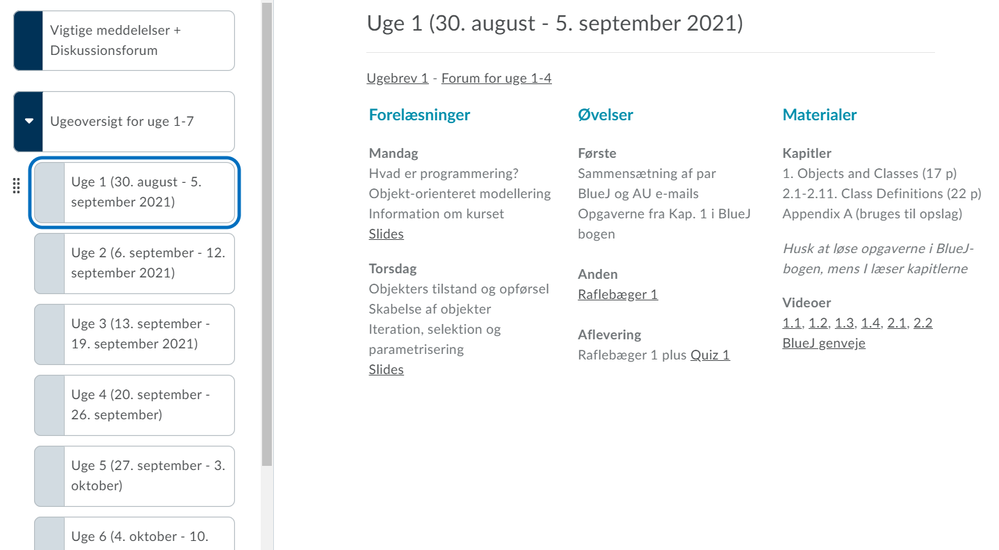 Vigtige meddelelser +
Diskussionsforum
Ugeoversigt for uge 1-7
Uge 1 (30. august - 5.
september 2021)
Uge 2 (6. september - 12.
september 2021)
Uge 3 (13. september -
19. september 2021)
Uge 4 (20. september -
26. september)
Uge 5 (27. september - 3.
oktober)
Uge 6 (4. oktober - 10.
Uge 1 (30. august - 5. september 2021)
Ugebrev 1 - Forum for uge 1-4
Forelæsninger
Mandag
Hvad er programmering?
Objekt-orienteret modellering
Information om kurset
Slides
Torsdag
Objekters tilstand og opførsel
Skabelse af objekter
Iteration, selektion og
parametrisering
Slides
Øvelser
Første
Sammensætning af par
BlueJ og AU e-mails
Opgaverne fra Kap. 1 i BlueJ
bogen
Anden
Raflebæger 1
Aflevering
Raflebæger 1 plus Quiz 1
Materialer
Kapitler
1. Objects and Classes (17 p)
2.1-2.11. Class Definitions (22 p)
Appendix A (bruges til opslag)
Husk at løse opgaverne i BlueJ-
bogen, mens I læser kapitlerne
Videoer
1.1, 1.2, 1.3, 1.4, 2.1, 2.2
BlueJ genveje